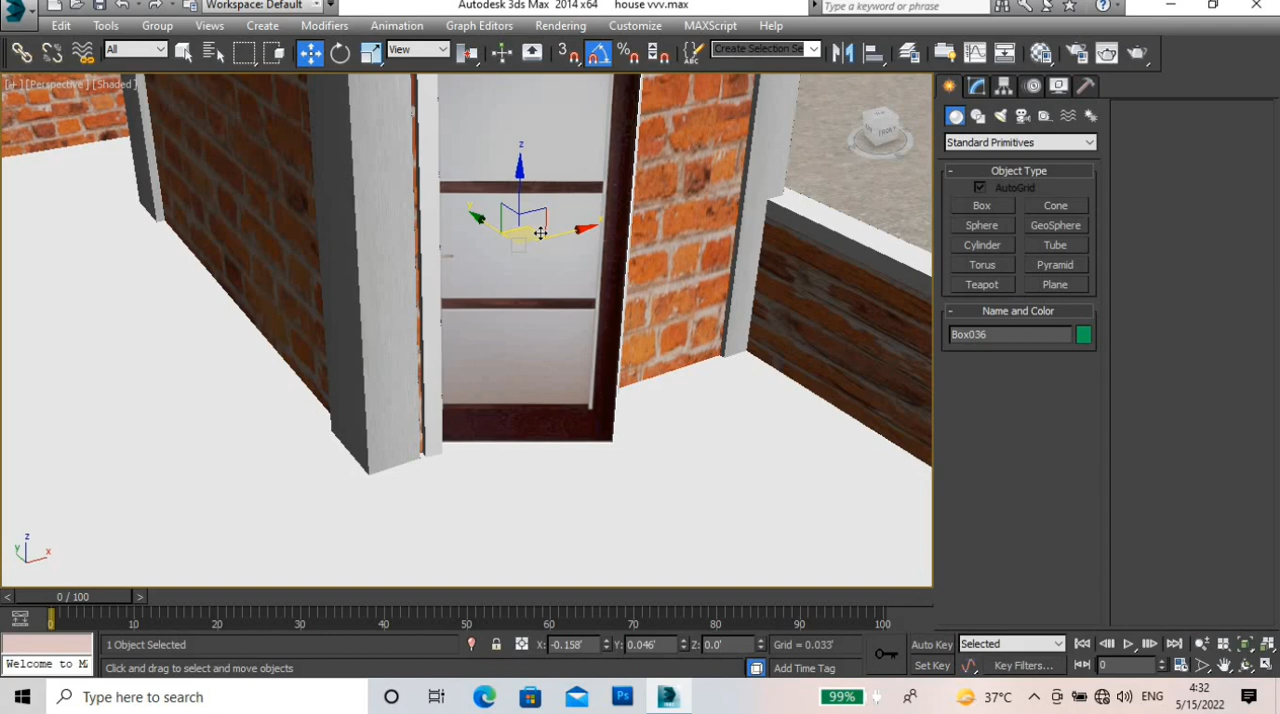 Workspace: Default
Autodesk 3ds Max 2014 x64 house vvv.max
Type a keyword or phrase
Edit Tools Group Views Create Modifiers Animation Graph Editors Rendering Customize MAXScript Help
All
View
3
Create Selection Se
[+] [Perspective] [Shaded]
Standard Primitives
- Object Type
AutoGrid
Box Cone
Sphere GeoSphere
Cylinder Tube
Torus Pyramid
Teapot Plane
- Name and Color
Box036
FRONT
z
z
y x
< 0 / 100 >
0 10 20 30 40 50 60 70 80 90 100
1 Object Selected X: -0.158' Y: 0.046' Z: 0.0' Grid = 0.033' Auto Key Selected
Welcome to M Click and drag to select and move objects Add Time Tag Set Key Key Filters... 0
Type here to search Ps 99% 37°C ENG 4:32
5/15/2022